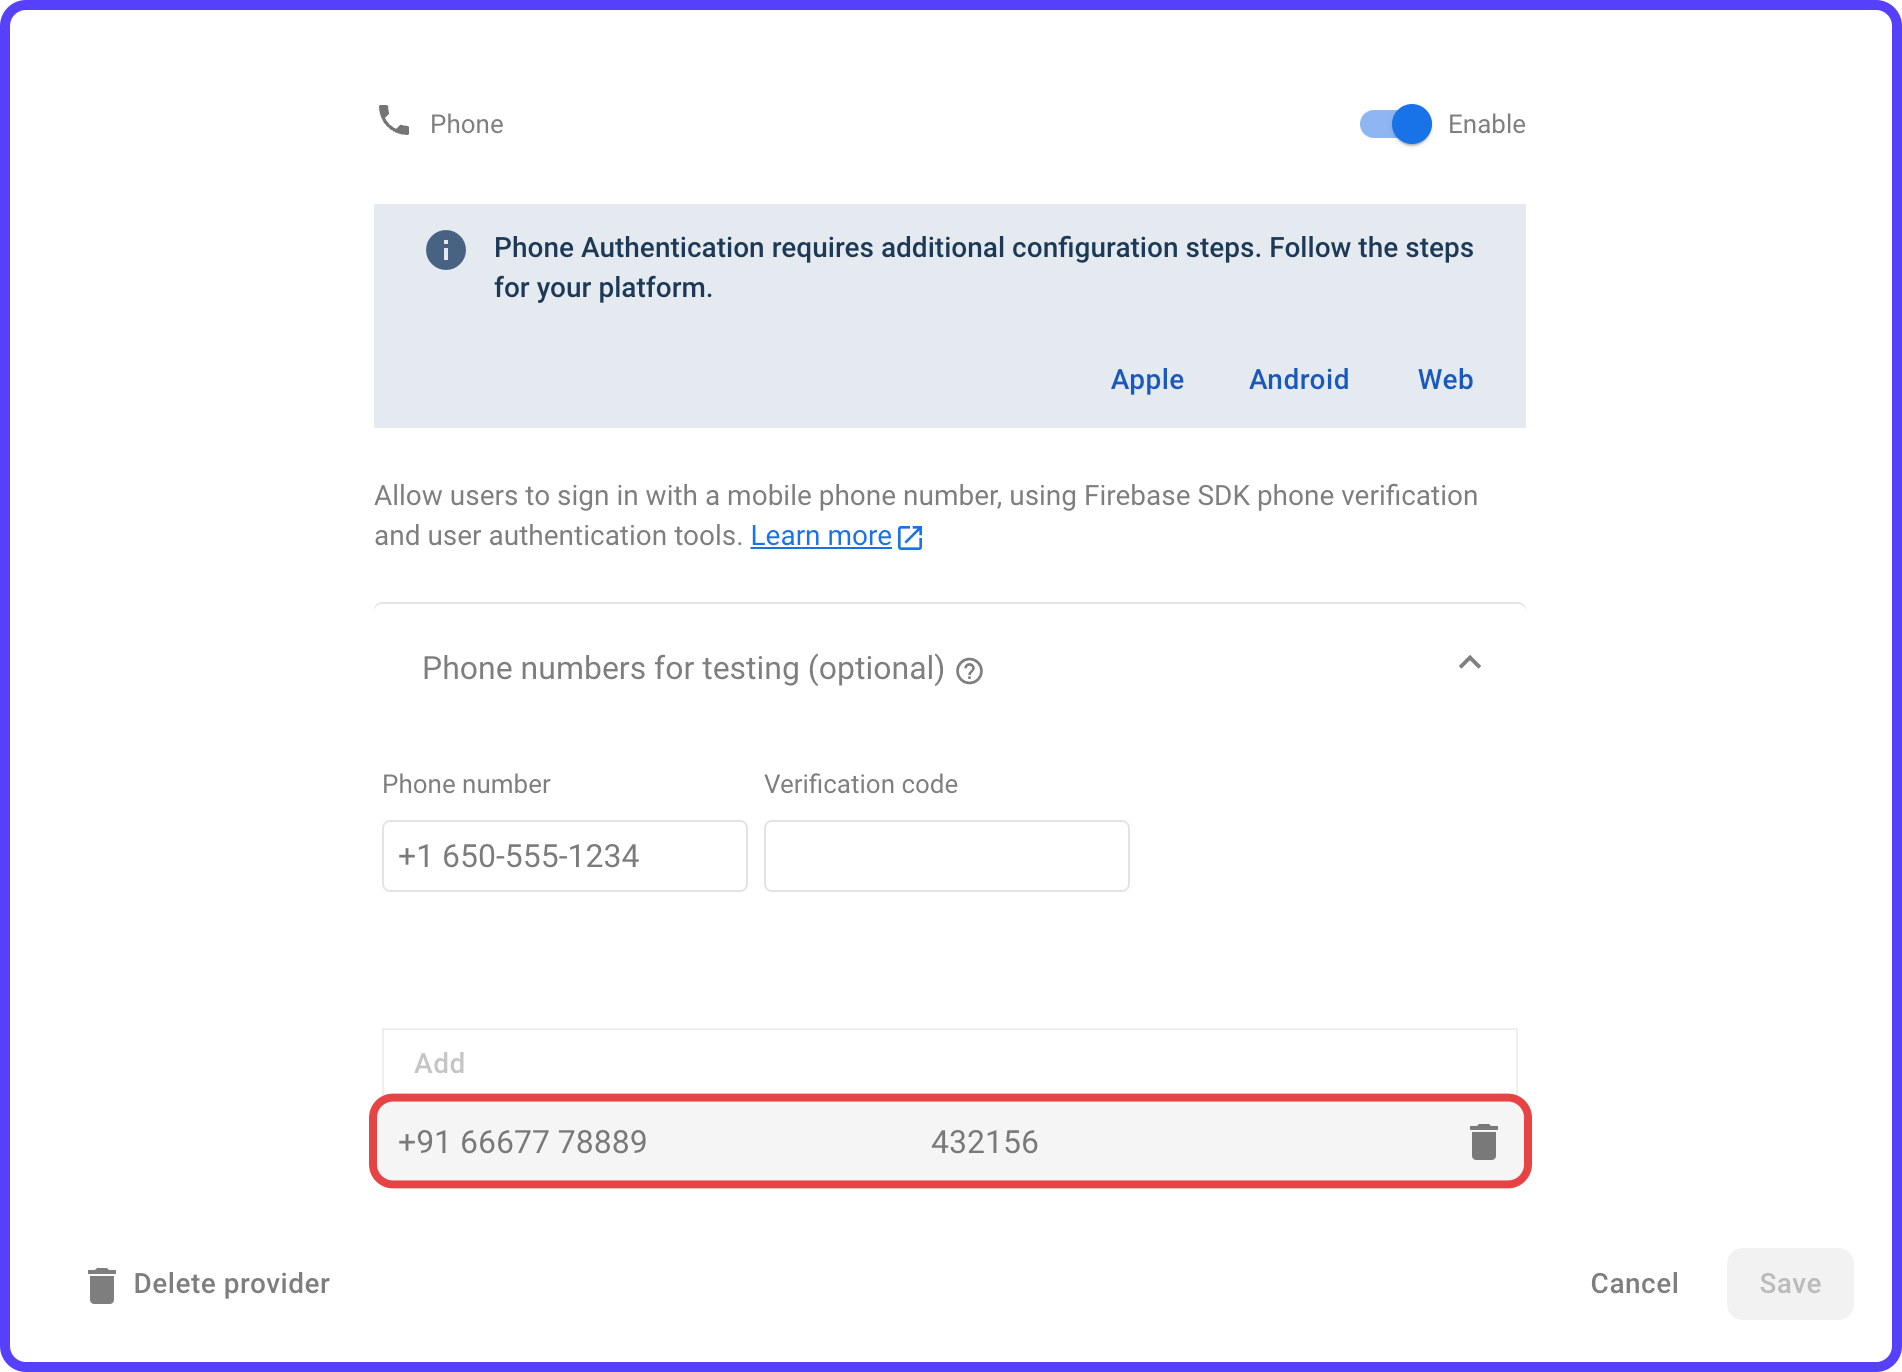 Phone
Enable
Phone Authentication requires additional configuration steps. Follow the steps
for your platform.
Apple Android Web
Allow users to sign in with a mobile phone number, using Firebase SDK phone verification
and user authentication tools. Learn more
Phone numbers for testing (optional)
Phone number Verification code
+1 650-555-1234
Add
+91 66677 78889 432156
Delete provider
Cancel Save